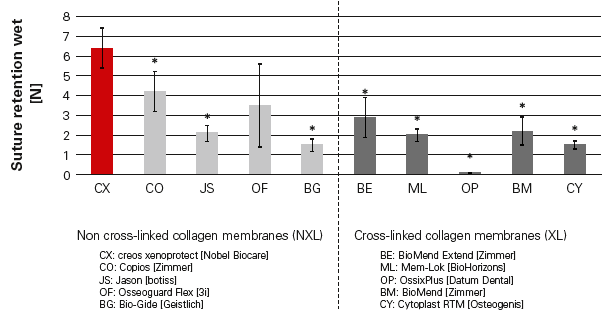 Suture retention wet
[N]
8
7
6
5
4
3
2
1
0
*
*
*
*
*
*
*
*
CX CO JS OF BG BE ML OP BM CY
Non cross-linked collagen membranes (NXL)
CX: creos xenoprotect [Nobel Biocare]
CO: Copios [Zimmer]
JS: Jason [botiss]
OF: Osseoguard Flex [3i]
BG: Bio-Gide [Geistlich]
Cross-linked collagen membranes (XL)
BE: BioMend Extend [Zimmer]
ML: Mem-Lok [BioHorizons]
OP: OssixPlus [Datum Dental]
BM: BioMend [Zimmer]
CY: Cytoplast RTM [Osteogenis]